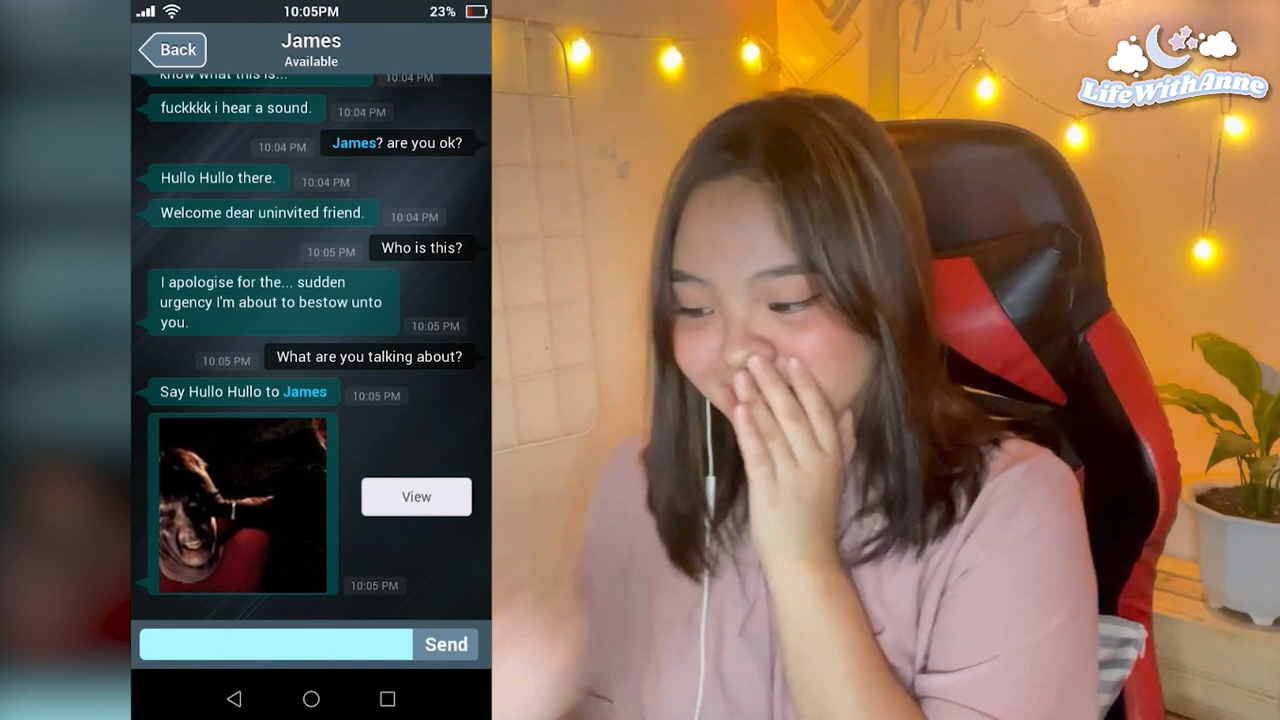 10:05PM
23%
Back
James
Available
know what this is...
10:04 PM
fuckkkk i hear a sound.
10:04 PM
10:04 PM
James? are you ok?
Hullo Hullo there.
10:04 PM
Welcome dear uninvited friend.
10:04 PM
10:05 PM
Who is this?
I apologise for the... sudden
urgency I'm about to bestow unto
you.
10:05 PM
10:05 PM
What are you talking about?
Say Hullo Hullo to James
10:05 PM
View
10:05 PM
Send
LifeWithAnne